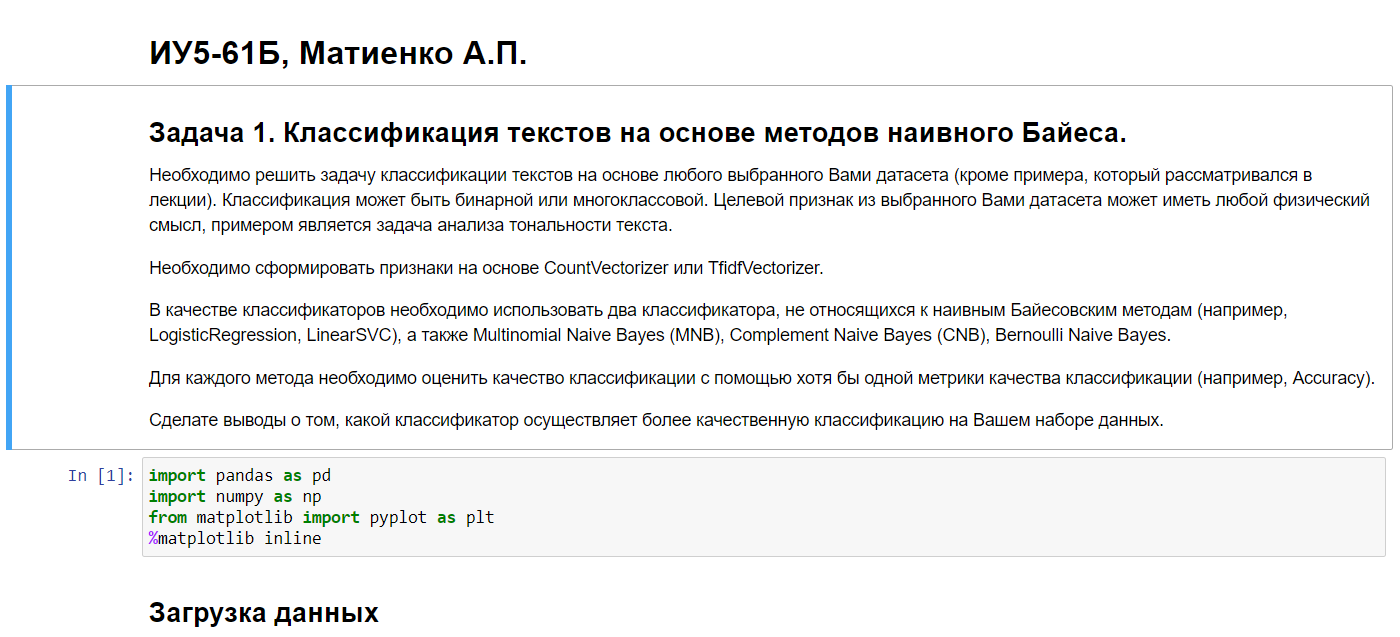 ИУ5-61Б, Матиенко А.П.
Задача 1. Классификация текстов на основе методов наивного Байеса.
Необходимо решить задачу классификации текстов на основе любого выбранного Вами датасета (кроме примера, который рассматривался в
лекции). Классификация может быть бинарной или многоклассовой. Целевой признак из выбранного Вами датасета может иметь любой физический
смысл, примером является задача анализа тональности текста.
Необходимо сформировать признаки на основе CountVectorizer или TfidfVectorizer.
В качестве классификаторов необходимо использовать два классификатора, не относящихся к наивным Байесовским методам (например,
LogisticRegression, LinearSVC), а также Multinomial Naive Bayes (MNB), Complement Naive Bayes (CNB), Bernoulli Naive Bayes.
Для каждого метода необходимо оценить качество классификации с помощью хотя бы одной метрики качества классификации (например, Accuracy).
Сделате выводы о том, какой классификатор осуществляет более качественную классификацию на Вашем наборе данных.
In [1]: import pandas as pd
import numpy as np
from matplotlib import pyplot as plt
%matplotlib inline
Загрузка данных